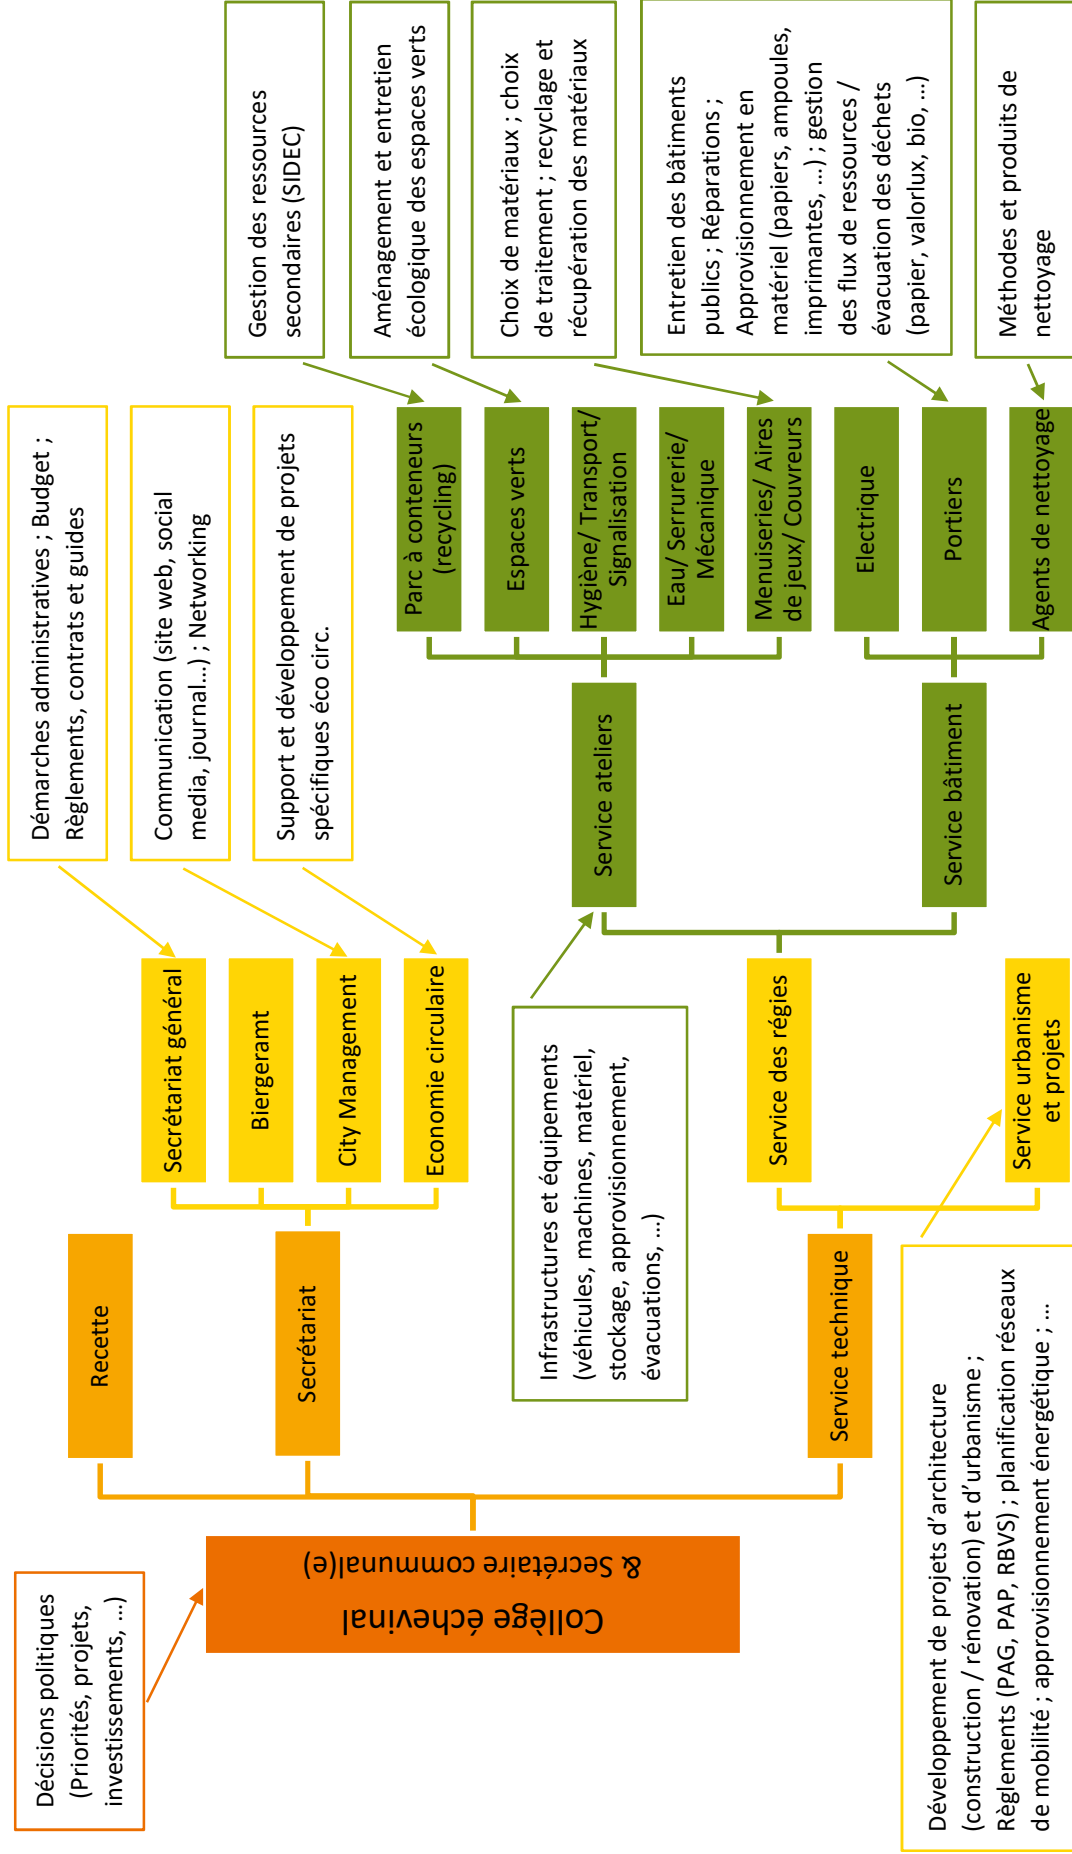 Décisions politiques
(Priorités, projets,
investissements, ...)
Collège échevinal
& Secrétaire communal(e)
Recette
Secrétariat
Service technique
Secrétariat général
Biergeramt
City Management
Economie circulaire
Démarches administratives ; Budget ;
Règlements, contrats et guides
Communication (site web, social
media, journal...) ; Networking
Support et développement de projets
spécifiques éco circ.
Infrastructures et équipements
(véhicules, machines, matériel,
stockage, approvisionnement,
évacuations, ...)
Service des régies
Service urbanisme
et projets
Développement de projets d’architecture
(construction / rénovation) et d’urbanisme ;
Règlements (PAG, PAP, RBVS) ; planification réseaux
de mobilité ; approvisionnement énergétique ; ...
Service ateliers
Service bâtiment
Parc à conteneurs
(recycling)
Espaces verts
Hygiène/ Transport/
Signalisation
Eau/ Serrurerie/
Mécanique
Menuiseries/ Aires
de jeux/ Couvreurs
Electrique
Portiers
Agents de nettoyage
Gestion des ressources
secondaires (SIDEC)
Aménagement et entretien
écologique des espaces verts
Choix de matériaux ; choix
de traitement ; recyclage et
récupération des matériaux
Entretien des bâtiments
publics ; Réparations ;
Approvisionnement en
matériel (papiers, ampoules,
imprimantes, ...) ; gestion
des flux de ressources /
évacuation des déchets
(papier, valorlux, bio, ...)
Méthodes et produits de
nettoyage